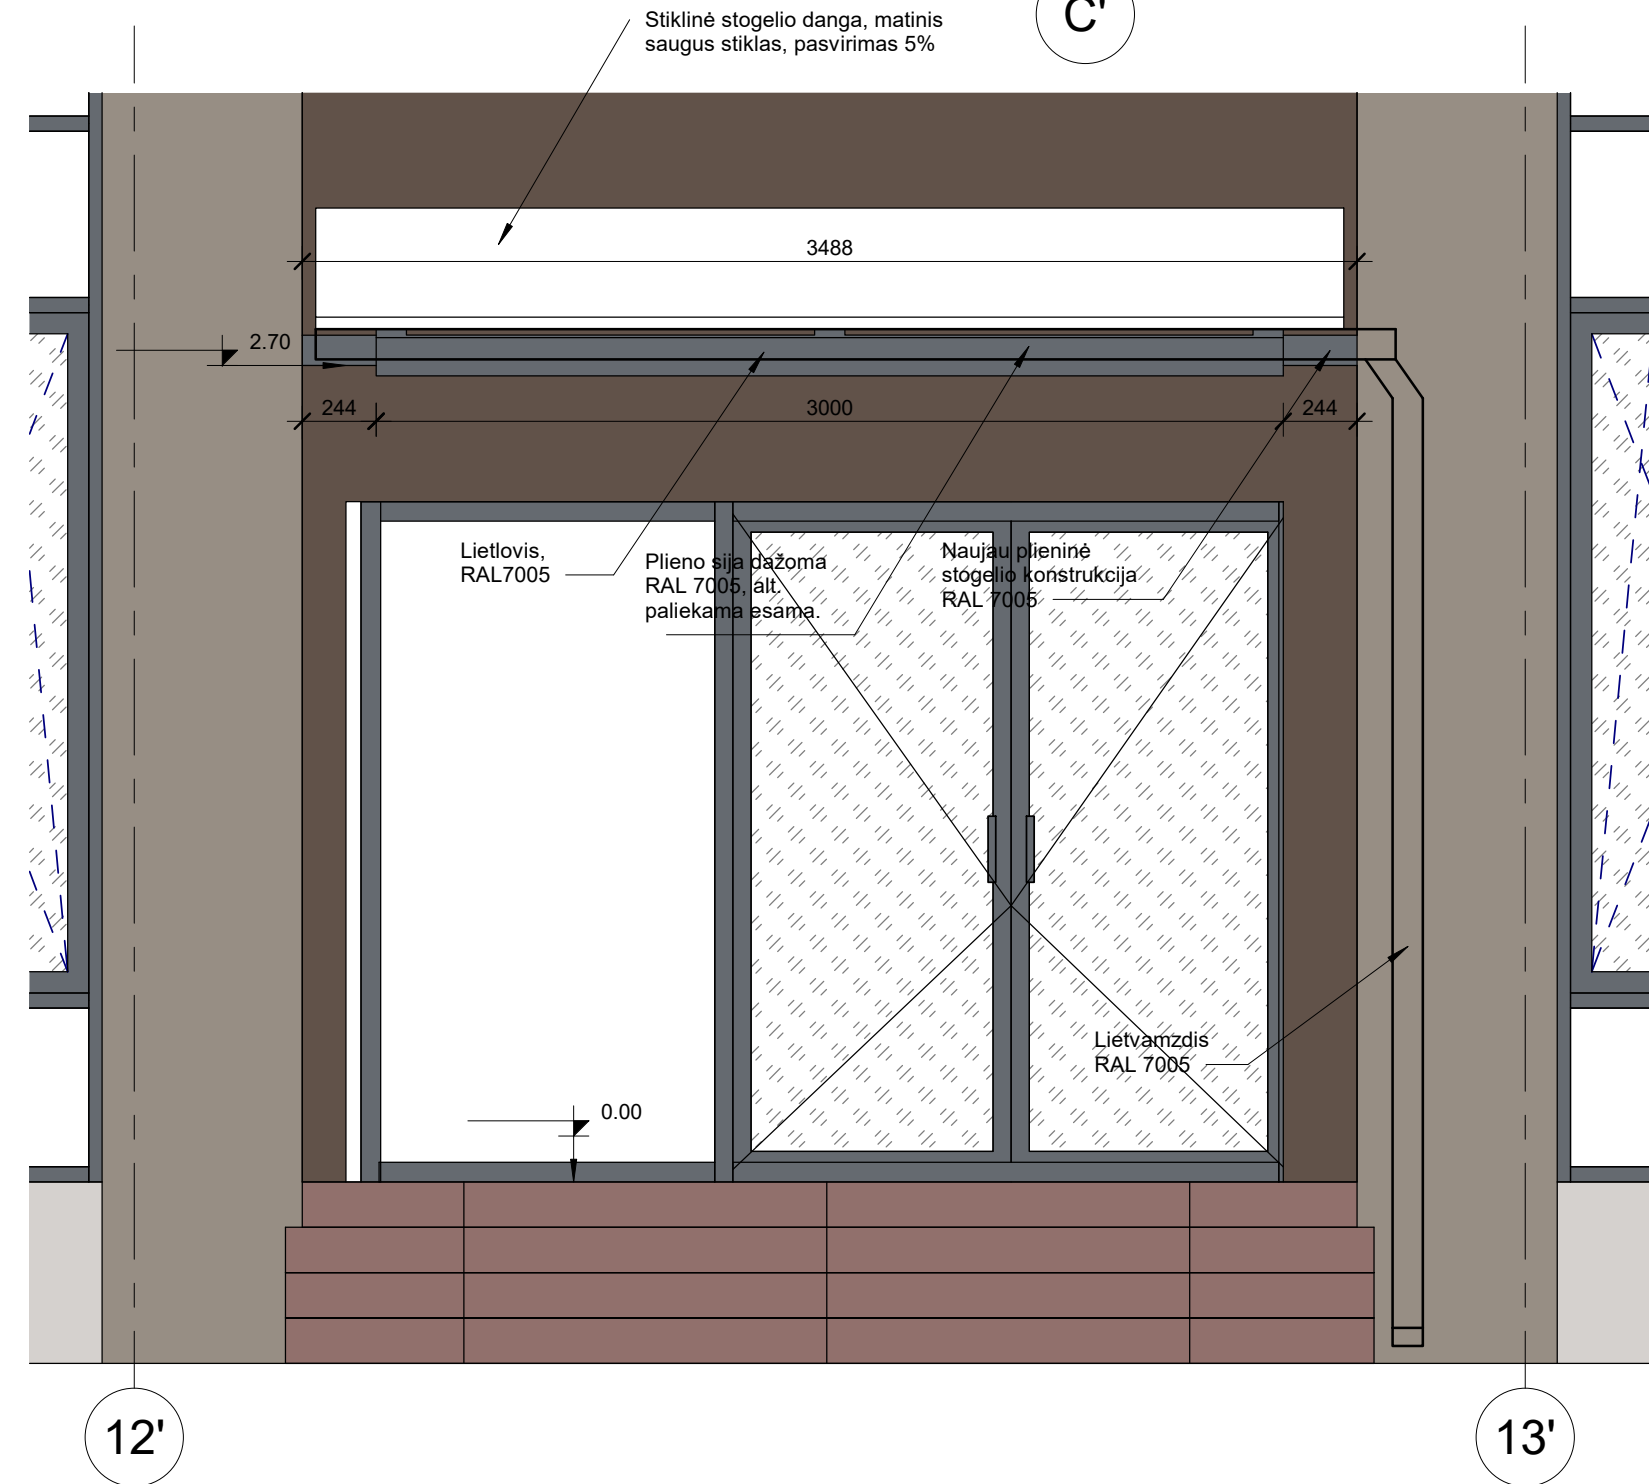 C'
Stiklinė stogelio danga, matinis
saugus stiklas, pasvirimas 5%
3488
2.70
244
3000
244
Lietlovis,
RAL7005
Plieno sija dažoma
RAL 7005, alt.
paliekama esama.
Naujau plieninė
stogelio konstrukcija
RAL 7005
Lietvamzdis
RAL 7005
0.00
12'
13'